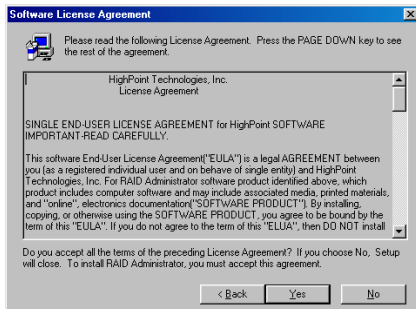 Software License Agreement
Please read the following License Agreement. Press the PAGE DOWN key to see
the rest of the agreement.
HighPoint Technologies, Inc.
License Agreement
SINGLE END-USER LICENSE AGREEMENT for HighPoint SOFTWARE
IMPORTANT-READ CAREFULLY.
This software End-User License Agreement("EULA") is a legal AGREEMENT between
you (as a registered individual user and on behave of single entity) and HighPoint
Technologies, Inc. For RAID Administrator software product identified above, which
product includes computer software and may include associated media, printed materials,
and "online", electronics documentation("SOFTWARE PRODUCT"). By installing,
copying, or otherwise using the SOFTWARE PRODUCT, you agree to be bound by the
term of this "EULA". If you do not agree to the term of this "ELUA", then DO NOT install
Do you accept all the terms of the preceding License Agreement? If you choose No, Setup
will close. To install RAID Administrator, you must accept this agreement.
< Back
Yes
No